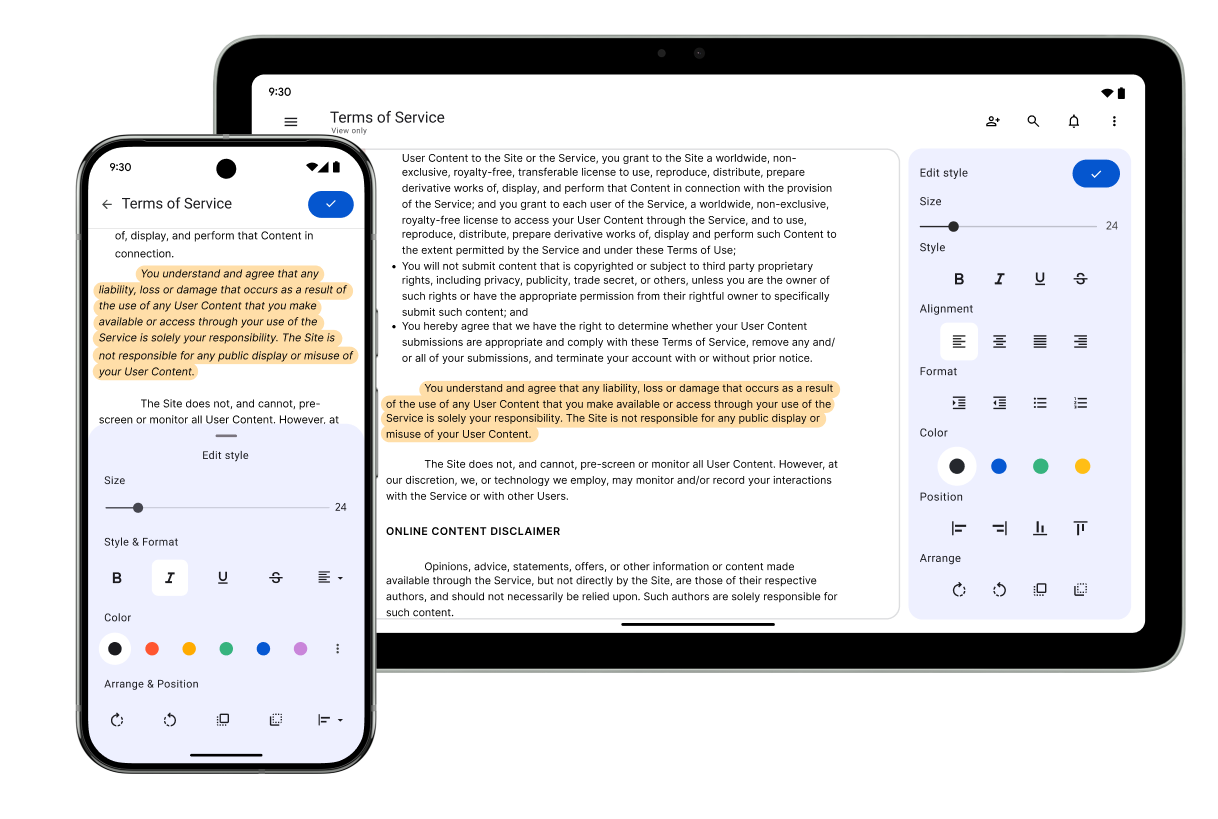 9:30
Terms of Service
of, display, and perform that Content in
connection.
You understand and agree that any
liability, loss or damage that occurs as a result of
the use of any User Content that you make
available or access through your use of the
Service is solely your responsibility. The Site is
not responsible for any public display or misuse of
your User Content.
The Site does not, and cannot, pre-
screen or monitor all User Content. However, at
Edit style
Size
24
Style & Format
B I U S
Color
Arrange & Position
9:30
Terms of Service
View only
User Content to the Site or the Service, you grant to the Site a worldwide, non-
exclusive, royalty-free, transferable license to use, reproduce, distribute, prepare
derivative works of, display, and perform that Content in connection with the provision
of the Service; and you grant to each user of the Service, a worldwide, non-exclusive,
royalty-free license to access your User Content through the Service, and to use,
reproduce, distribute, prepare derivative works of, display and perform such Content to
the extent permitted by the Service and under these Terms of Use;
• You will not submit content that is copyrighted or subject to third party proprietary
rights, including privacy, publicity, trade secret, or others, unless you are the owner of
such rights or have the appropriate permission from their rightful owner to specifically
submit such content; and
• You hereby agree that we have the right to determine whether your User Content
submissions are appropriate and comply with these Terms of Service, remove any and/
or all of your submissions, and terminate your account with or without prior notice.
You understand and agree that any liability, loss or damage that occurs as a result
of the use of any User Content that you make available or access through your use of the
Service is solely your responsibility. The Site is not responsible for any public display or
misuse of your User Content.
The Site does not, and cannot, pre-screen or monitor all User Content. However, at
our discretion, we, or technology we employ, may monitor and/or record your interactions
with the Service or with other Users.
ONLINE CONTENT DISCLAIMER
Opinions, advice, statements, offers, or other information or content made
available through the Service, but not directly by the Site, are those of their respective
authors, and should not necessarily be relied upon. Such authors are solely responsible for
such content.
Edit style
Size
24
Style
B I U S
Alignment
Format
Color
Position
Arrange